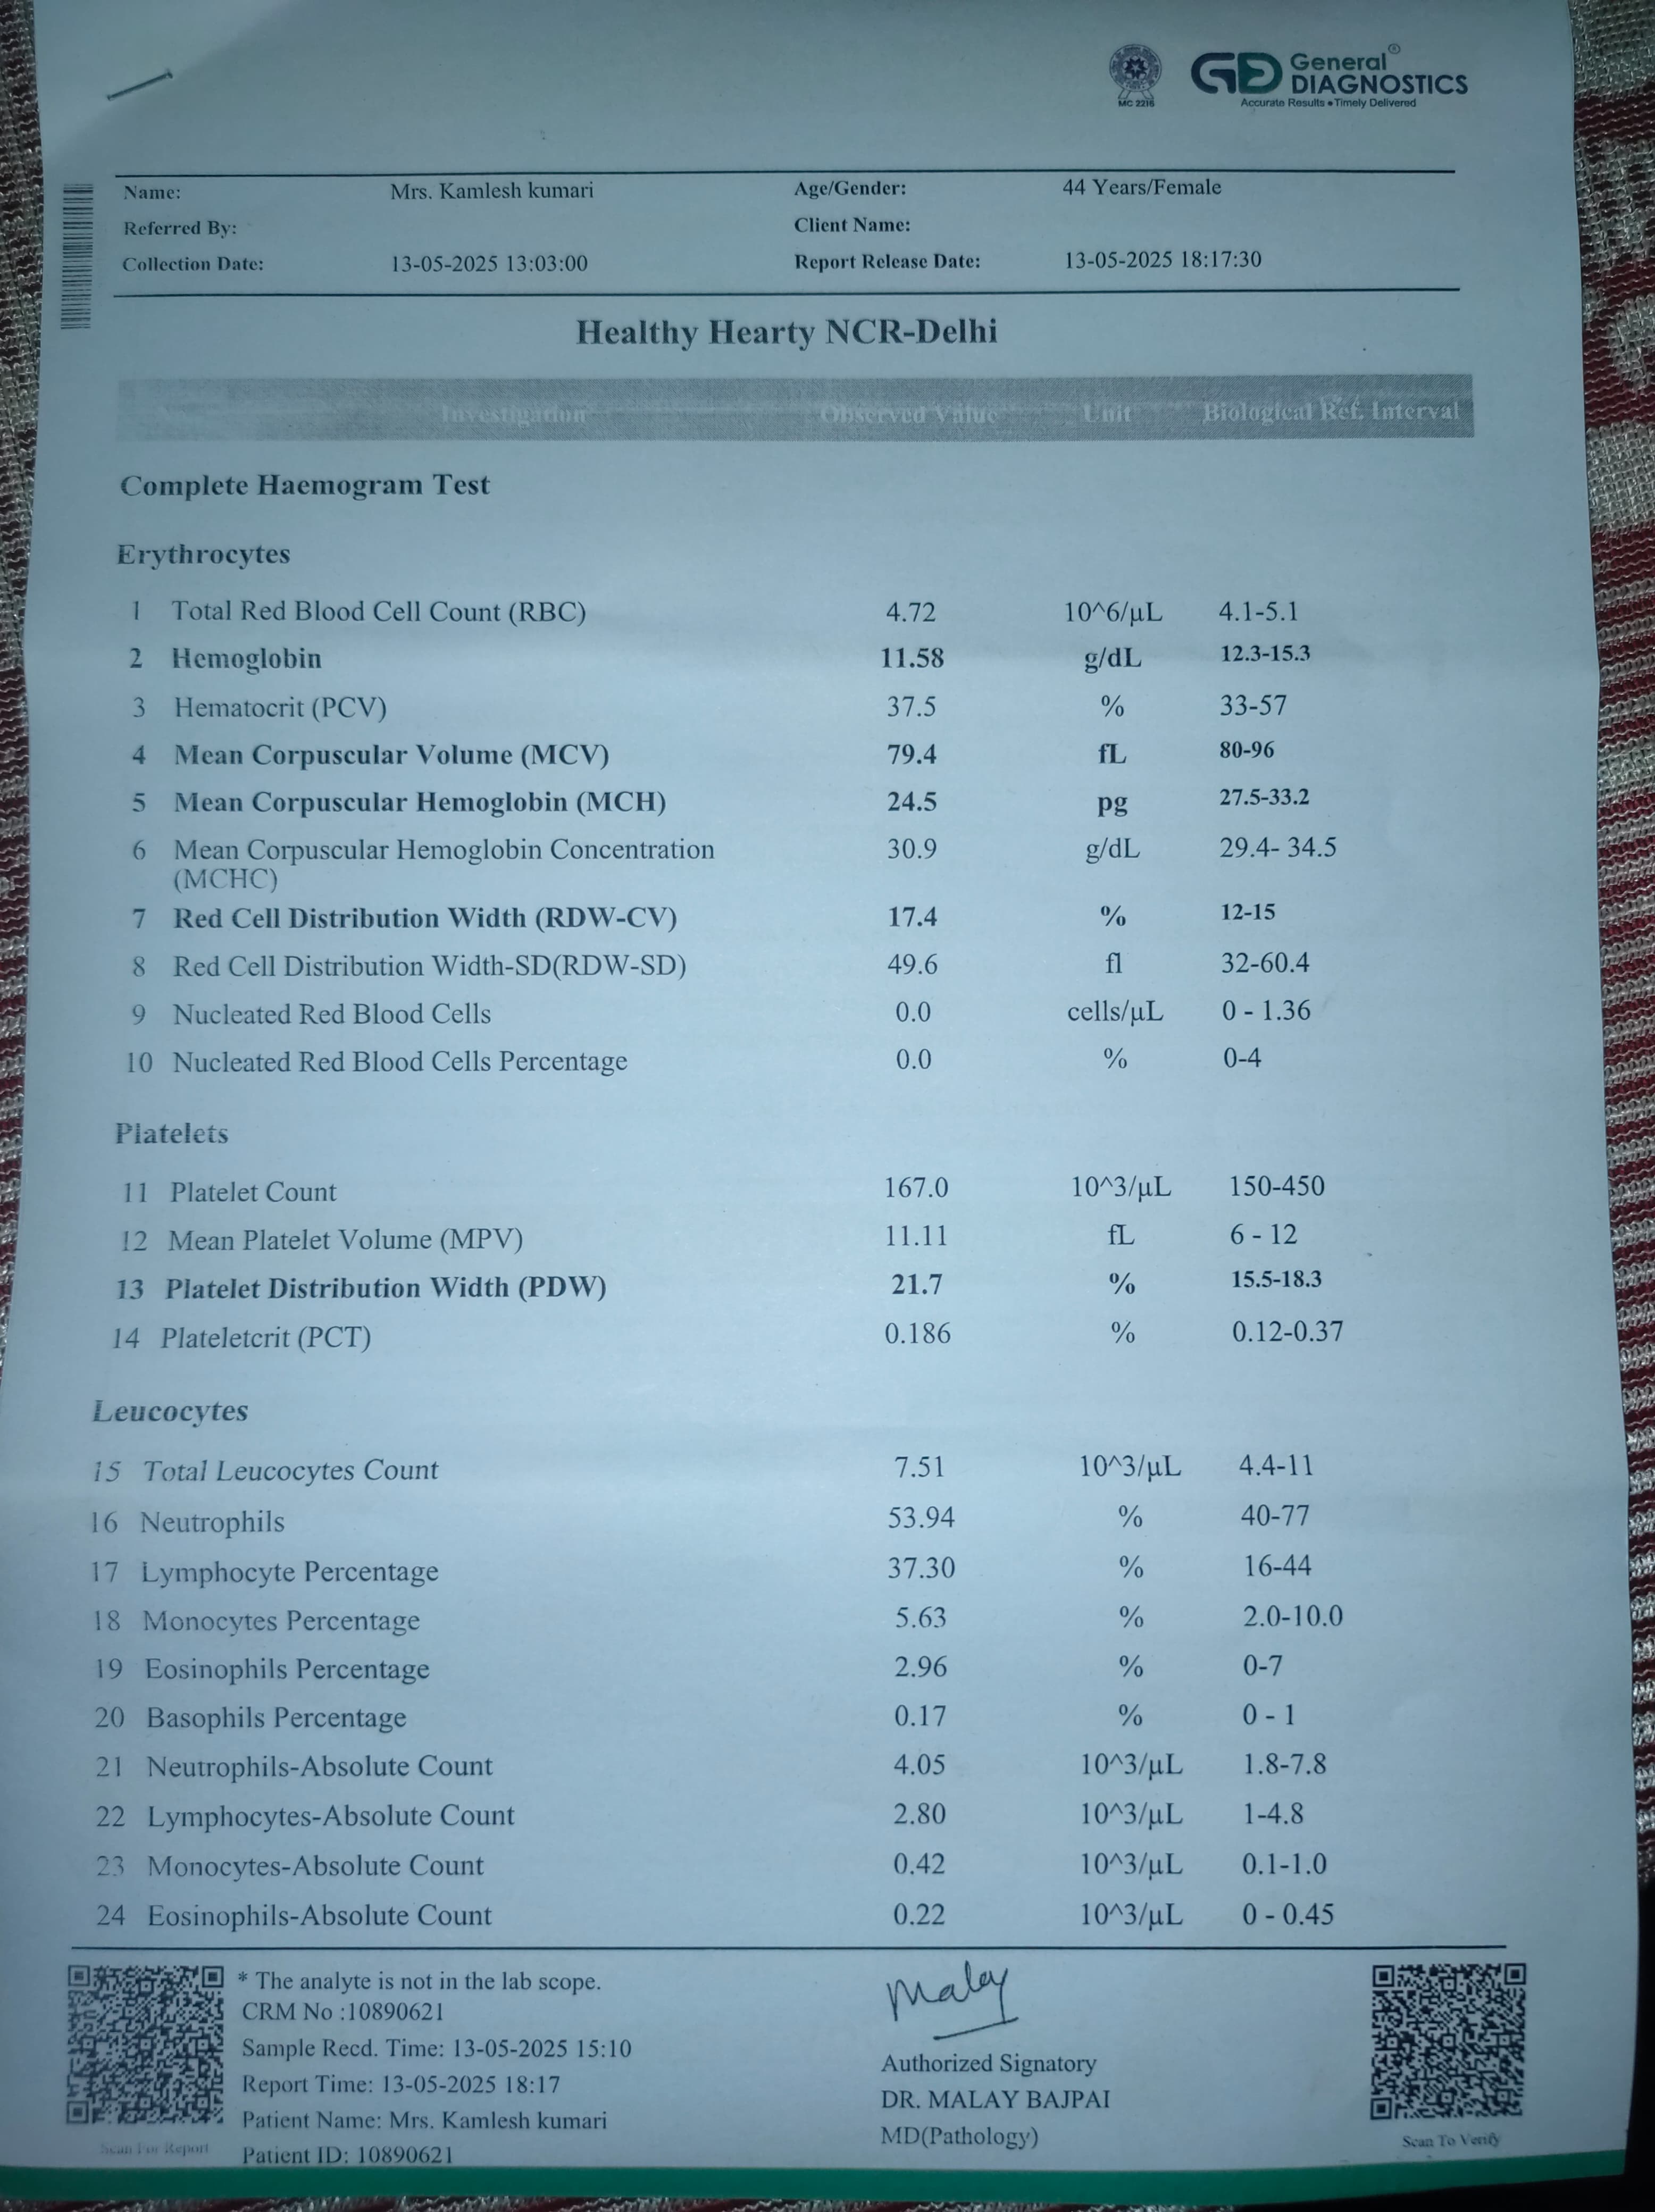 MC 2216
GD General® DIAGNOSTICS
Accurate Results • Timely Delivered
Name: Mrs. Kamlesh kumari Age/Gender: 44 Years/Female
Referred By: Client Name:
Collection Date: 13-05-2025 13:03:00 Report Release Date: 13-05-2025 18:17:30
Healthy Hearty NCR-Delhi
Investigation Observed Value Unit Biological Ref. Interval
Complete Haemogram Test
Erythrocytes
1 Total Red Blood Cell Count (RBC) 4.72 10^6/µL 4.1-5.1
2 Hemoglobin 11.58 g/dL 12.3-15.3
3 Hematocrit (PCV) 37.5 % 33-57
4 Mean Corpuscular Volume (MCV) 79.4 fL 80-96
5 Mean Corpuscular Hemoglobin (MCH) 24.5 pg 27.5-33.2
6 Mean Corpuscular Hemoglobin Concentration 30.9 g/dL 29.4- 34.5
(MCHC)
7 Red Cell Distribution Width (RDW-CV) 17.4 % 12-15
8 Red Cell Distribution Width-SD(RDW-SD) 49.6 fl 32-60.4
9 Nucleated Red Blood Cells 0.0 cells/µL 0 - 1.36
10 Nucleated Red Blood Cells Percentage 0.0 % 0-4
Platelets
11 Platelet Count 167.0 10^3/µL 150-450
12 Mean Platelet Volume (MPV) 11.11 fL 6 - 12
13 Platelet Distribution Width (PDW) 21.7 % 15.5-18.3
14 Plateletcrit (PCT) 0.186 % 0.12-0.37
Leucocytes
15 Total Leucocytes Count 7.51 10^3/µL 4.4-11
16 Neutrophils 53.94 % 40-77
17 Lymphocyte Percentage 37.30 % 16-44
18 Monocytes Percentage 5.63 % 2.0-10.0
19 Eosinophils Percentage 2.96 % 0-7
20 Basophils Percentage 0.17 % 0 - 1
21 Neutrophils-Absolute Count 4.05 10^3/µL 1.8-7.8
22 Lymphocytes-Absolute Count 2.80 10^3/µL 1-4.8
23 Monocytes-Absolute Count 0.42 10^3/µL 0.1-1.0
24 Eosinophils-Absolute Count 0.22 10^3/µL 0 - 0.45
* The analyte is not in the lab scope.
CRM No :10890621
Sample Recd. Time: 13-05-2025 15:10
Report Time: 13-05-2025 18:17
Patient Name: Mrs. Kamlesh kumari
Patient ID: 10890621
Scan For Report
Malay
Authorized Signatory
DR. MALAY BAJPAI
MD(Pathology)
Scan To Verify